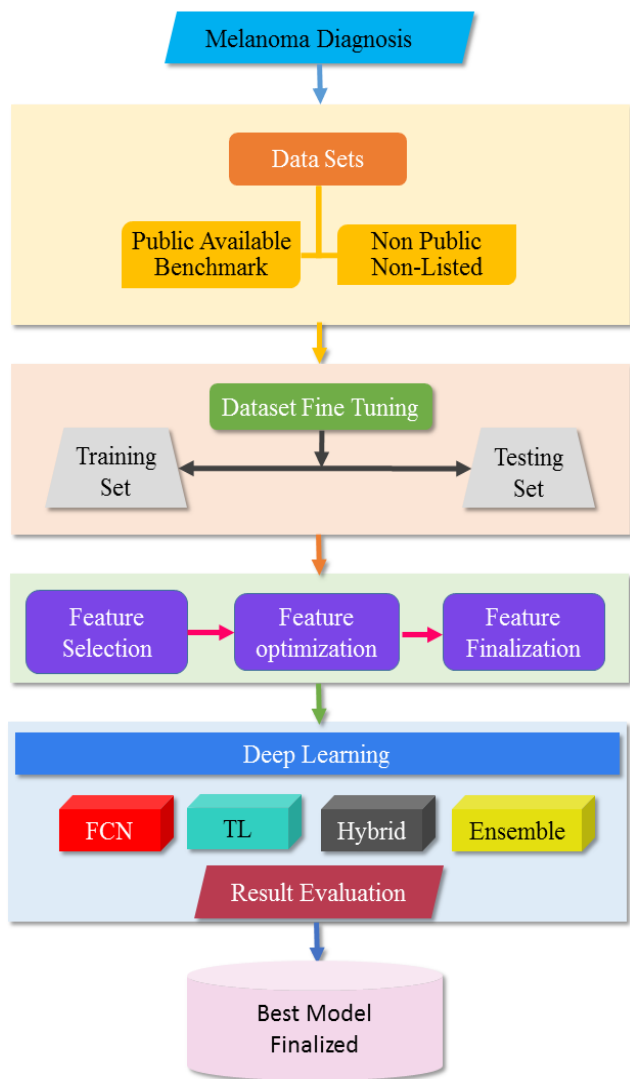 Melanoma Diagnosis
Data Sets
Public Available
Benchmark
Non Public
Non-Listed
Dataset Fine Tuning
Training
Set
Testing
Set
Feature
Selection
Feature
optimization
Feature
Finalization
Deep Learning
FCN
TL
Hybrid
Ensemble
Result Evaluation
Best Model
Finalized